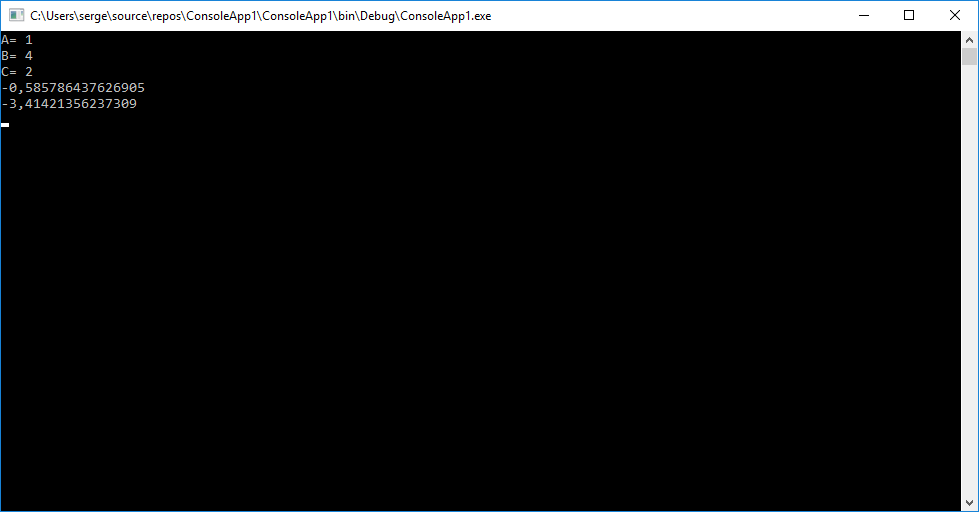 C:\Users\serge\source\repos\ConsoleApp1\ConsoleApp1\bin\Debug\ConsoleApp1.exe
A= 1
B= 4
C= 2
-0,585786437626905
-3,41421356237309